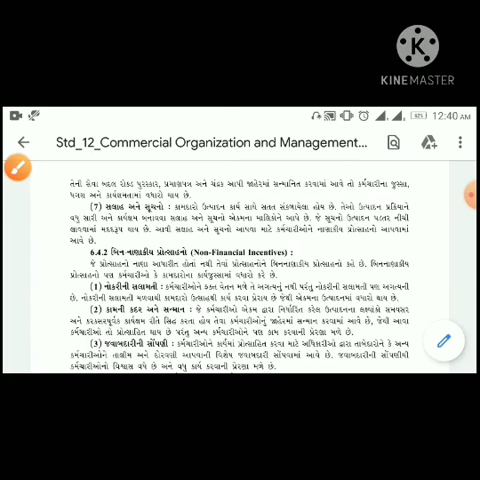 KINEMASTER
12:40 AM
Std_12_Commercial Organization and Management...
તેની સેવા બદલ રોકડ પુરસ્કાર, પ્રમાણપત્ર અને ચંદ્રક આપી જાહેરમાં સન્માનિત કરવામાં આવે તો કર્મચારીના જુસ્સા,
ધગશ અને કાર્યક્ષમતામાં વધારો થાય છે.
(7) સલાહ અને સૂચનો : કામદારો ઉત્પાદન કાર્ય સાથે સતત સંકળાયેલા હોય છે. તેઓ ઉત્પાદન પ્રક્રિયાને
વધુ સારી અને કાર્યક્ષમ બનાવવા સલાહ અને સૂચનો એકમના માલિકોને આપે છે. જે સૂચનો ઉત્પાદન પડતર નીચી
લાવવામાં મદદરૂપ થાય છે. આવી સલાહ અને સૂચનો આપવા માટે કર્મચારીઓને નાણાકીય પ્રોત્સાહનો આપવામાં
આવે છે.
6.4.2 બિન નાણાકીય પ્રોત્સાહનો (Non-Financial Incentives) :
જે પ્રોત્સાહનો નાણા આધારીત હોતાં નથી તેવાં પ્રોત્સાહનોને બિનનાણાકીય પ્રોત્સાહનો કહે છે. બિનનાણાકીય
પ્રોત્સાહનો પણ કર્મચારીઓ કે કામદારોના કાર્યજુસ્સામાં વધારો કરે છે.
(1) નોકરીની સલામતી : કર્મચારીઓને ફક્ત વેતન મળે તે અગત્યનું નથી પરંતુ નોકરીની સલામતી પણ અગત્યની
છે. નોકરીની સલામતી મળવાથી કામદારો ઉત્સાહથી કાર્ય કરવા પ્રેરાય છે જેથી એકમના ઉત્પાદનમાં વધારો થાય છે.
(2) કામની કદર અને સન્માન : જે કર્મચારી એકમ દ્વારા નિર્ધારિત કરેલ ઉત્પાદનના લક્ષ્યાંકો સમયસર
અને કરકસરપૂર્વક કાર્યક્ષમ રીતે સિદ્ધ કરતા હોય તેવા કર્મચારીઓનું જાહેરમાં સન્માન કરવામાં આવે છે, જેથી આવા
કર્મચારીઓ તો પ્રોત્સાહિત થાય છે પરંતુ અન્ય કર્મચારીઓને પણ કામ કરવાની પ્રેરણા મળે છે.
(3) જવાબદારીની સોંપણી : કર્મચારીઓને કાર્યમાં પ્રોત્સાહિત કરવા માટે અધિકારીઓ દ્વારા તાબેદારોને કે અન્ય
કર્મચારીઓને તાલીમ અને દોરવણી આપવાની વિશેષ જવાબદારી સોંપવામાં આવે છે. જવાબદારીની સોંપણીથી
કર્મચારીઓનો વિશ્વાસ વધે છે અને વધુ કાર્ય કરવાની પ્રેરણા મળે છે.